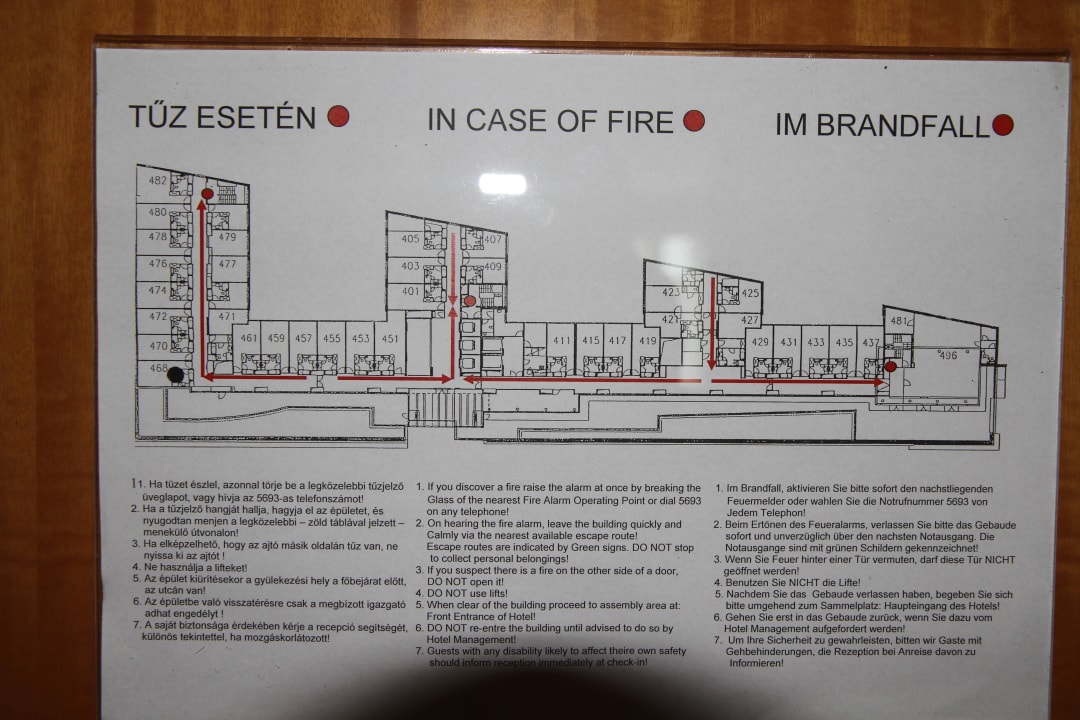 TŰZ ESETÉN
IN CASE OF FIRE
IM BRANDFALL
482
480
478
476
474
472
470
468
479
477
471
461 459 457 455 453 451
405
403
401
407
409
411 415 417 419
423
421
425
427
429 431 433 435 437
481
496
1. Ha tüzet észlel, azonnal törje be a legközelebbi tűzjelző
üveglapot, vagy hívja az 5693-as telefonszámot!
2. Ha a tűzjelző hangját hallja, hagyja el az épületet, és
nyugodtan menjen a legközelebbi – zöld táblával jelzett –
menekülő útvonalon!
3. Ha elképzelhető, hogy az ajtó másik oldalán tűz van, ne
nyissa ki az ajtót !
4. Ne használja a lifteket!
5. Az épület kiürítésekor a gyülekezési hely a főbejárat előtt,
az utcán van!
6. Az épületbe való visszatérésre csak a megbízott igazgató
adhat engedélyt !
7. A saját biztonsága érdekében kérje a recepció segítségét,
különös tekintettel, ha mozgáskorlátozott!
1. If you discover a fire raise the alarm at once by breaking the
Glass of the nearest Fire Alarm Operating Point or dial 5693
on any telephone!
2. On hearing the fire alarm, leave the building quickly and
Calmly via the nearest available escape route!
Escape routes are indicated by Green signs. DO NOT stop
to collect personal belongings!
3. If you suspect there is a fire on the other side of a door,
DO NOT open it!
4. DO NOT use lifts!
5. When clear of the building proceed to assembly area at:
Front Entrance of Hotel!
6. DO NOT re-entre the building until advised to do so by
Hotel Management!
7. Guests with any disability likely to affect theire own safety
should inform reception immediately at check-in!
1. Im Brandfall, aktivieren Sie bitte sofort den nachstliegenden
Feuermelder oder wahlen Sie die Notrufnummer 5693 von
Jedem Telephon!
2. Beim Ertönen des Feueralarms, verlassen Sie bitte das Gebaude
sofort und unverzüglich über den nachsten Notausgang. Die
Notausgange sind mit grünen Schildern gekennzeichnet!
3. Wenn Sie Feuer hinter einer Tür vermuten, darf diese Tür NICHT
geöffnet werden!
4. Benutzen Sie NICHT die Lifte!
5. Nachdem Sie das Gebaude verlassen haben, begeben Sie sich
bitte umgehend zum Sammelplatz: Haupteingang des Hotels!
6. Gehen Sie erst in das Gebaude zurück, wenn Sie dazu vom
Hotel Management aufgefordert werden!
7. Um Ihre Sicherheit zu gewahrleisten, bitten wir Gaste mit
Gehbehinderungen, die Rezeption bei Anreise davon zu
Informieren!